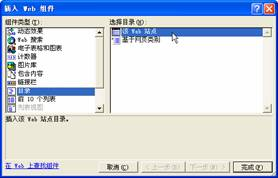 插入 Web 组件
组件类型(T):
动态效果
Web 搜索
电子表格和图表
计数器
图片库
包含内容
链接栏
目录
前 10 个列表
列表视图
选择目录(O):
该 Web 站点
基于网页类别
插入该 Web 站点目录。
在 Web 上查找组件
取消(C)
< 上一步(B)
下一步(N) >
完成(F)